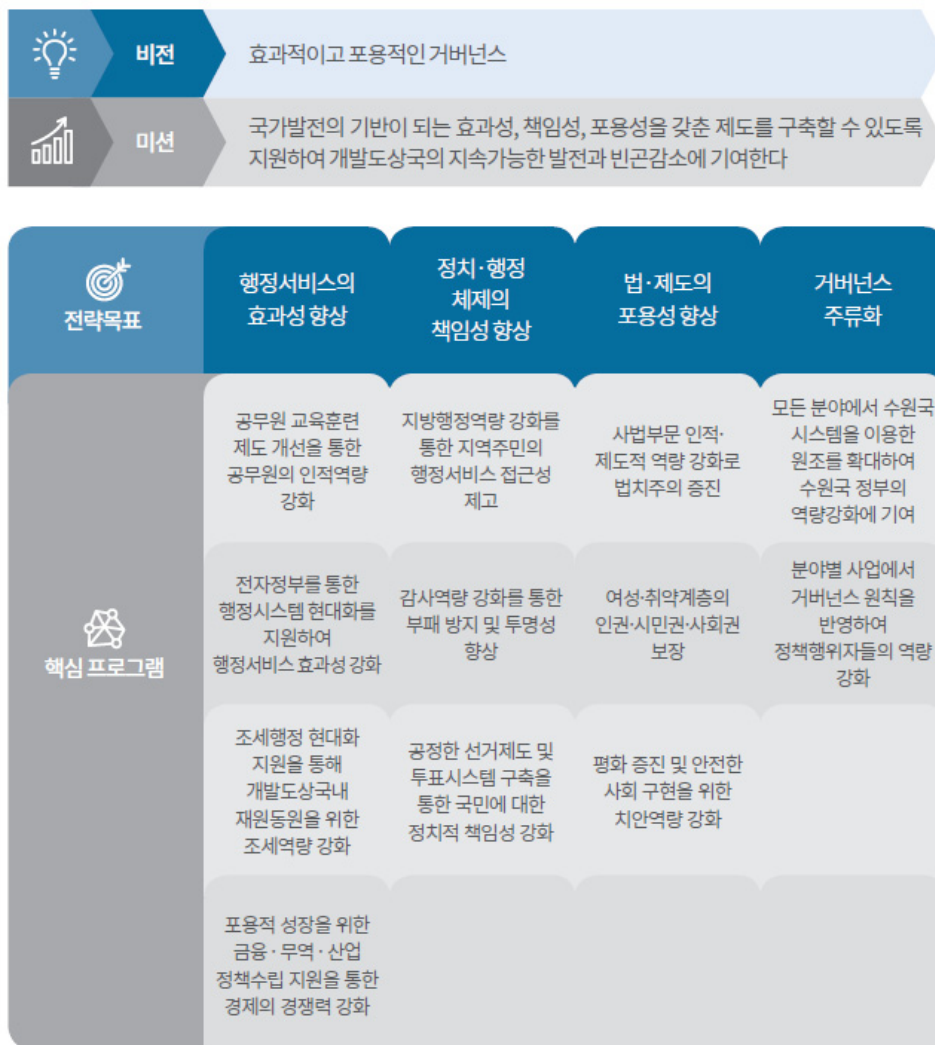 비전
효과적이고 포용적인 거버넌스
미션
국가발전의 기반이 되는 효과성, 책임성, 포용성을 갖춘 제도를 구축할 수 있도록
지원하여 개발도상국의 지속가능한 발전과 빈곤감소에 기여한다
전략목표
행정서비스의
효과성 향상
정치·행정
체제의
책임성 향상
법·제도의
포용성 향상
거버넌스
주류화
핵심 프로그램
공무원 교육훈련
제도 개선을 통한
공무원의 인적역량
강화
지방행정역량 강화를
통한 지역주민의
행정서비스 접근성
제고
사법부문 인적·
제도적 역량 강화로
법치주의 증진
모든 분야에서 수원국
시스템을 이용한
원조를 확대하여
수원국 정부의
역량강화에 기여
전자정부를 통한
행정시스템 현대화를
지원하여
행정서비스 효과성 강화
감사역량 강화를 통한
부패 방지 및 투명성
향상
여성·취약계층의
인권·시민권·사회권
보장
분야별 사업에서
거버넌스 원칙을
반영하여
정책행위자들의 역량
강화
조세행정 현대화
지원을 통해
개발도상국내
재원동원을 위한
조세역량 강화
공정한 선거제도 및
투표시스템 구축을
통한 국민에 대한
정치적 책임성 강화
평화 증진 및 안전한
사회 구현을 위한
치안역량 강화
포용적 성장을 위한
금융·무역·산업
정책수립 지원을 통한
경제의 경쟁력 강화